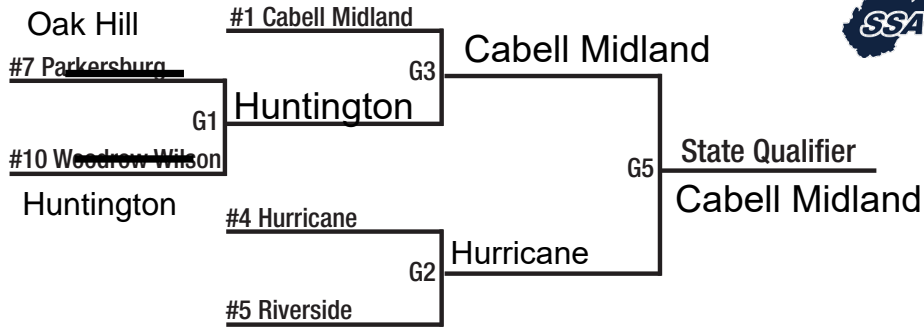 Oak Hill
#1 Cabell Midland
SSA
#7 Parkersburg
G3
Cabell Midland
G1
Huntington
#10 Woodrow Wilson
G5
State Qualifier
Huntington
Cabell Midland
#4 Hurricane
G2
Hurricane
#5 Riverside